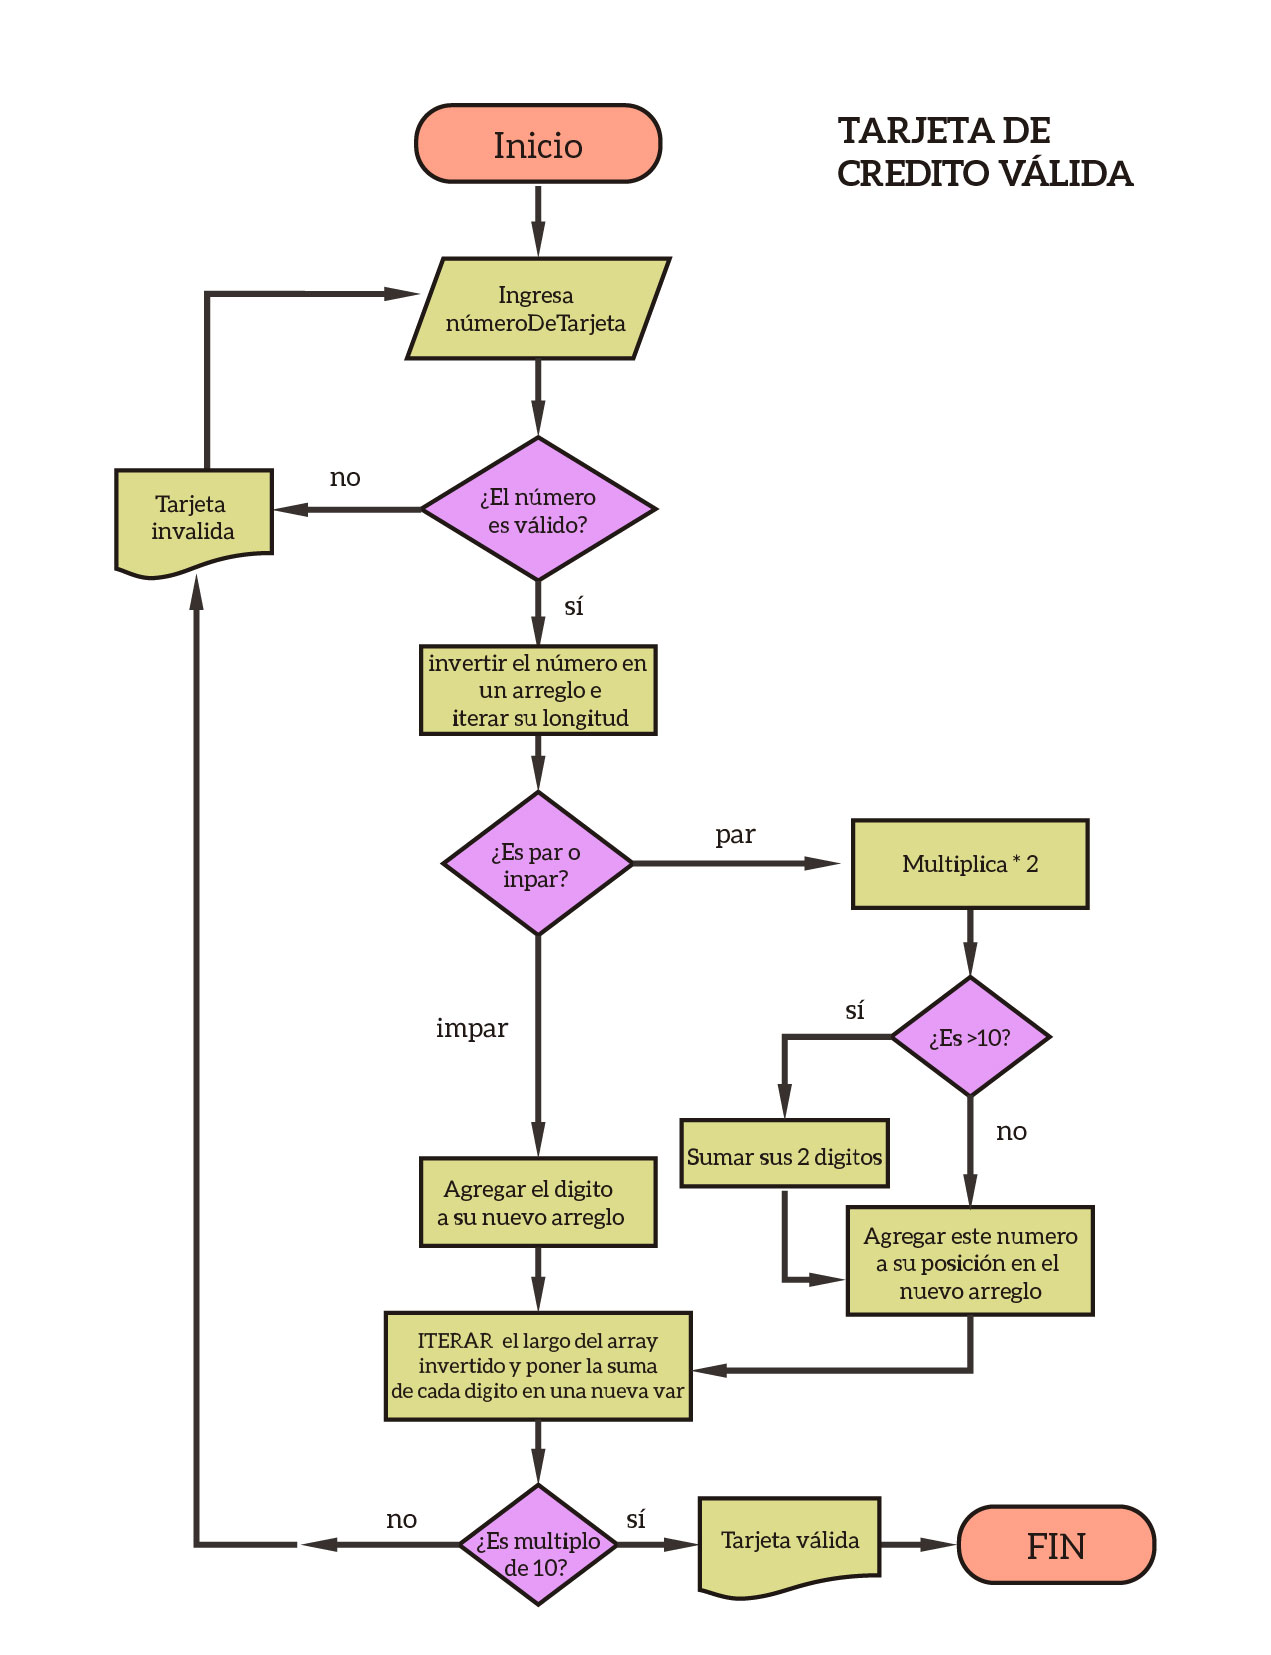 Inicio
TARJETA DE
CREDITO VÁLIDA
Ingresa
númeroDeTarjeta
no
Tarjeta
invalida
¿El número
es válido?
sí
invertir el número en
un arreglo e
iterar su longitud
par
¿Es par o
inpar?
Multiplica * 2
sí
impar
¿Es >10?
no
Sumar sus 2 digitos
Agregar el digito
a su nuevo arreglo
Agregar este numero
a su posición en el
nuevo arreglo
ITERAR  el largo del array
invertido y poner la suma
de cada digito en una nueva var
no
sí
¿Es multiplo
de 10?
Tarjeta válida
FIN